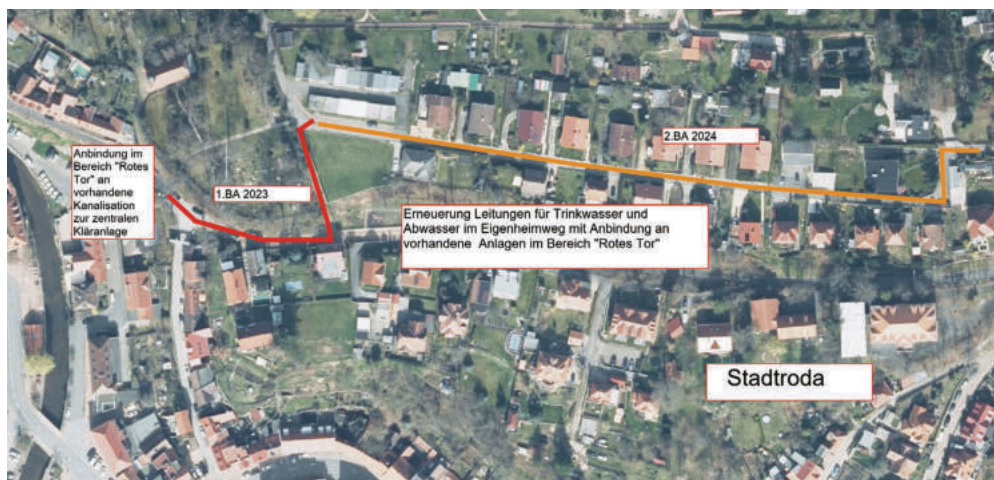 Anbindung im
Bereich "Rotes
Tor" an
vorhandene
Kanalisation
zur zentralen
Kläranlage
1.BA 2023
2.BA 2024
Erneuerung Leitungen für Trinkwasser und
Abwasser im Eigenheimweg mit Anbindung an
vorhandene Anlagen im Bereich "Rotes Tor"
Stadtroda